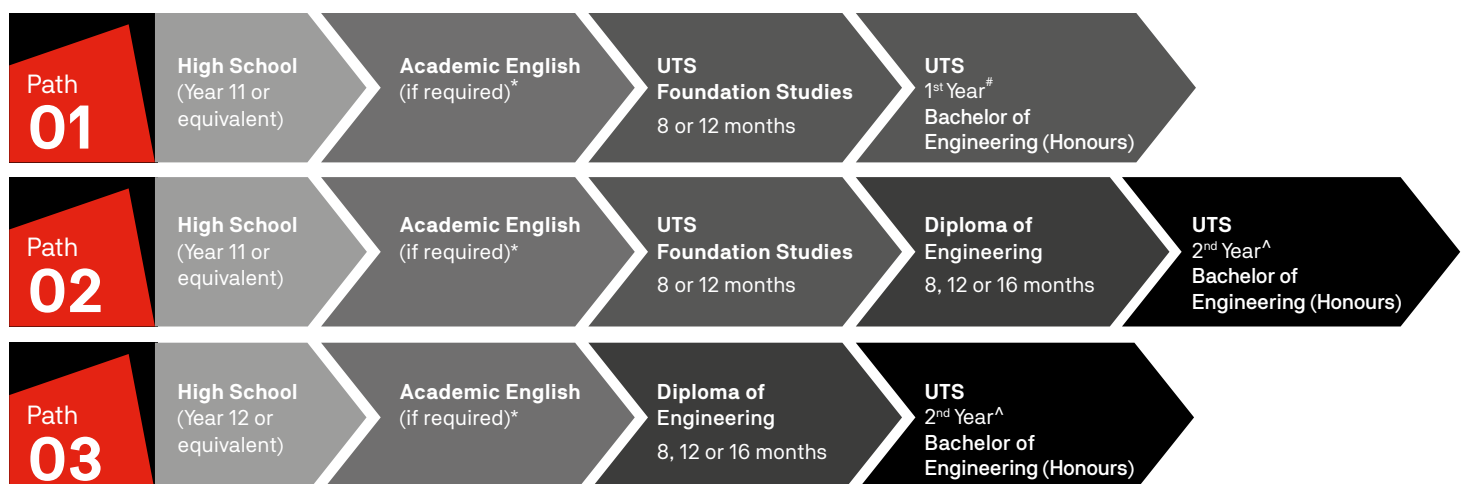 Path
01
High School
(Year 11 or
equivalent)
Academic English
(if required)*
UTS
Foundation Studies
8 or 12 months
UTS
1st Year#
Bachelor of
Engineering (Honours)
Path
02
High School
(Year 11 or
equivalent)
Academic English
(if required)*
UTS
Foundation Studies
8 or 12 months
Diploma of
Engineering
8, 12 or 16 months
UTS
2nd Year^
Bachelor of
Engineering (Honours)
Path
03
High School
(Year 12 or
equivalent)
Academic English
(if required)*
Diploma of
Engineering
8, 12 or 16 months
UTS
2nd Year^
Bachelor of
Engineering (Honours)